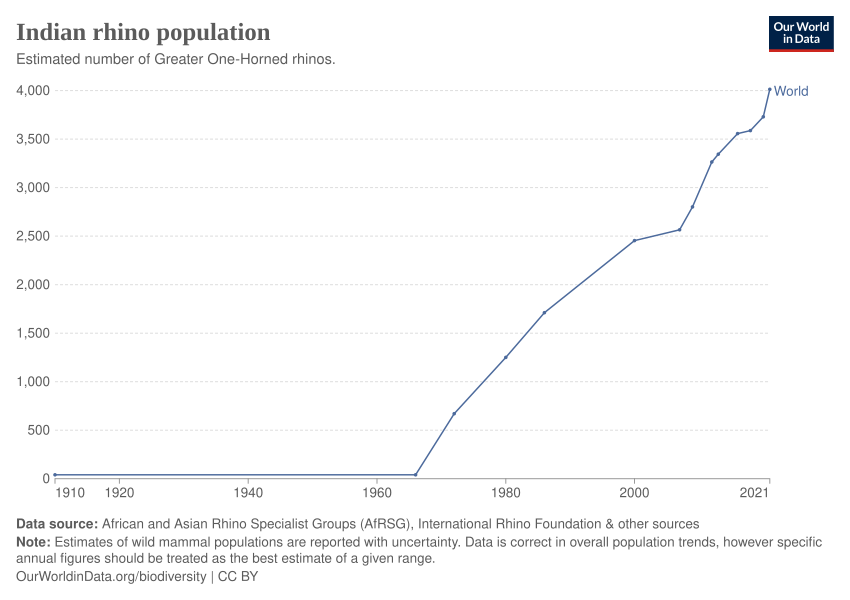 Indian rhino population
Our World
in Data
Estimated number of Greater One-Horned rhinos.
4,000
World
3,500
3,000
2,500
2,000
1,500
1,000
500
0
1910 1920 1940 1960 1980 2000 2021
Data source: African and Asian Rhino Specialist Groups (AfRSG), International Rhino Foundation & other sources
Note: Estimates of wild mammal populations are reported with uncertainty. Data is correct in overall population trends, however specific
annual figures should be treated as the best estimate of a given range.
OurWorldinData.org/biodiversity | CC BY